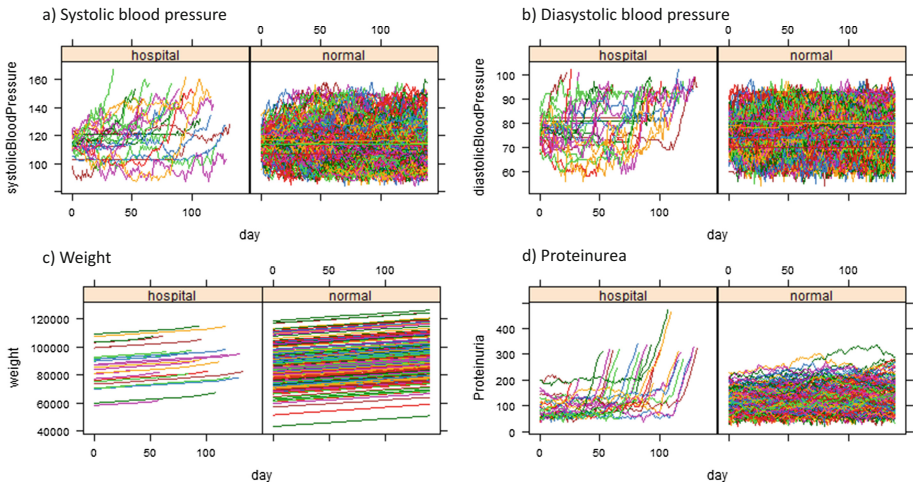 a) Systolic blood pressure
0 100
hospital normal
systolicBloodPressure
160
140
120
100
0 50 100
day
b) Diasystolic blood pressure
0 100
hospital normal
diastolicBloodPressure
100
90
80
70
60
0 50 100
day
c) Weight
0 50 100
hospital normal
weight
120000
100000
80000
60000
40000
0 50 100
day
d) Proteinurea
0 100
hospital normal
Proteinuria
400
300
200
100
0
0 50 100
day